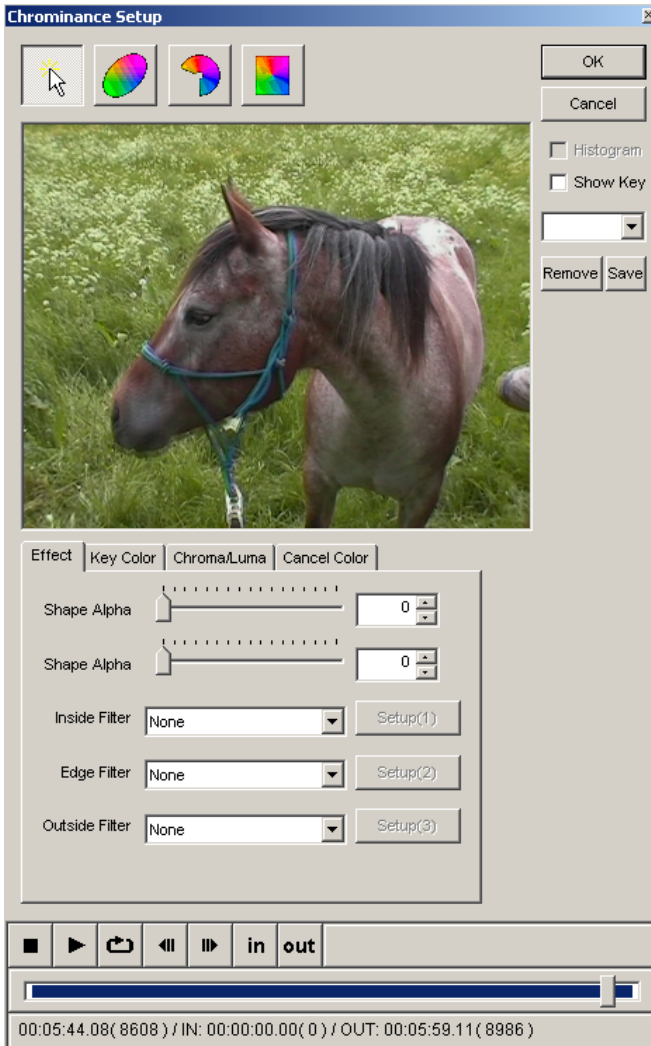 Chrominance Setup
OK
Cancel
Histogram
Show Key
Remove Save
Effect Key Color Chroma/Luma Cancel Color
Shape Alpha 0
Shape Alpha 0
Inside Filter None Setup(1)
Edge Filter None Setup(2)
Outside Filter None Setup(3)
in out
00:05:44.08( 8608 ) / IN: 00:00:00.00( 0 ) / OUT: 00:05:59.11( 8986 )